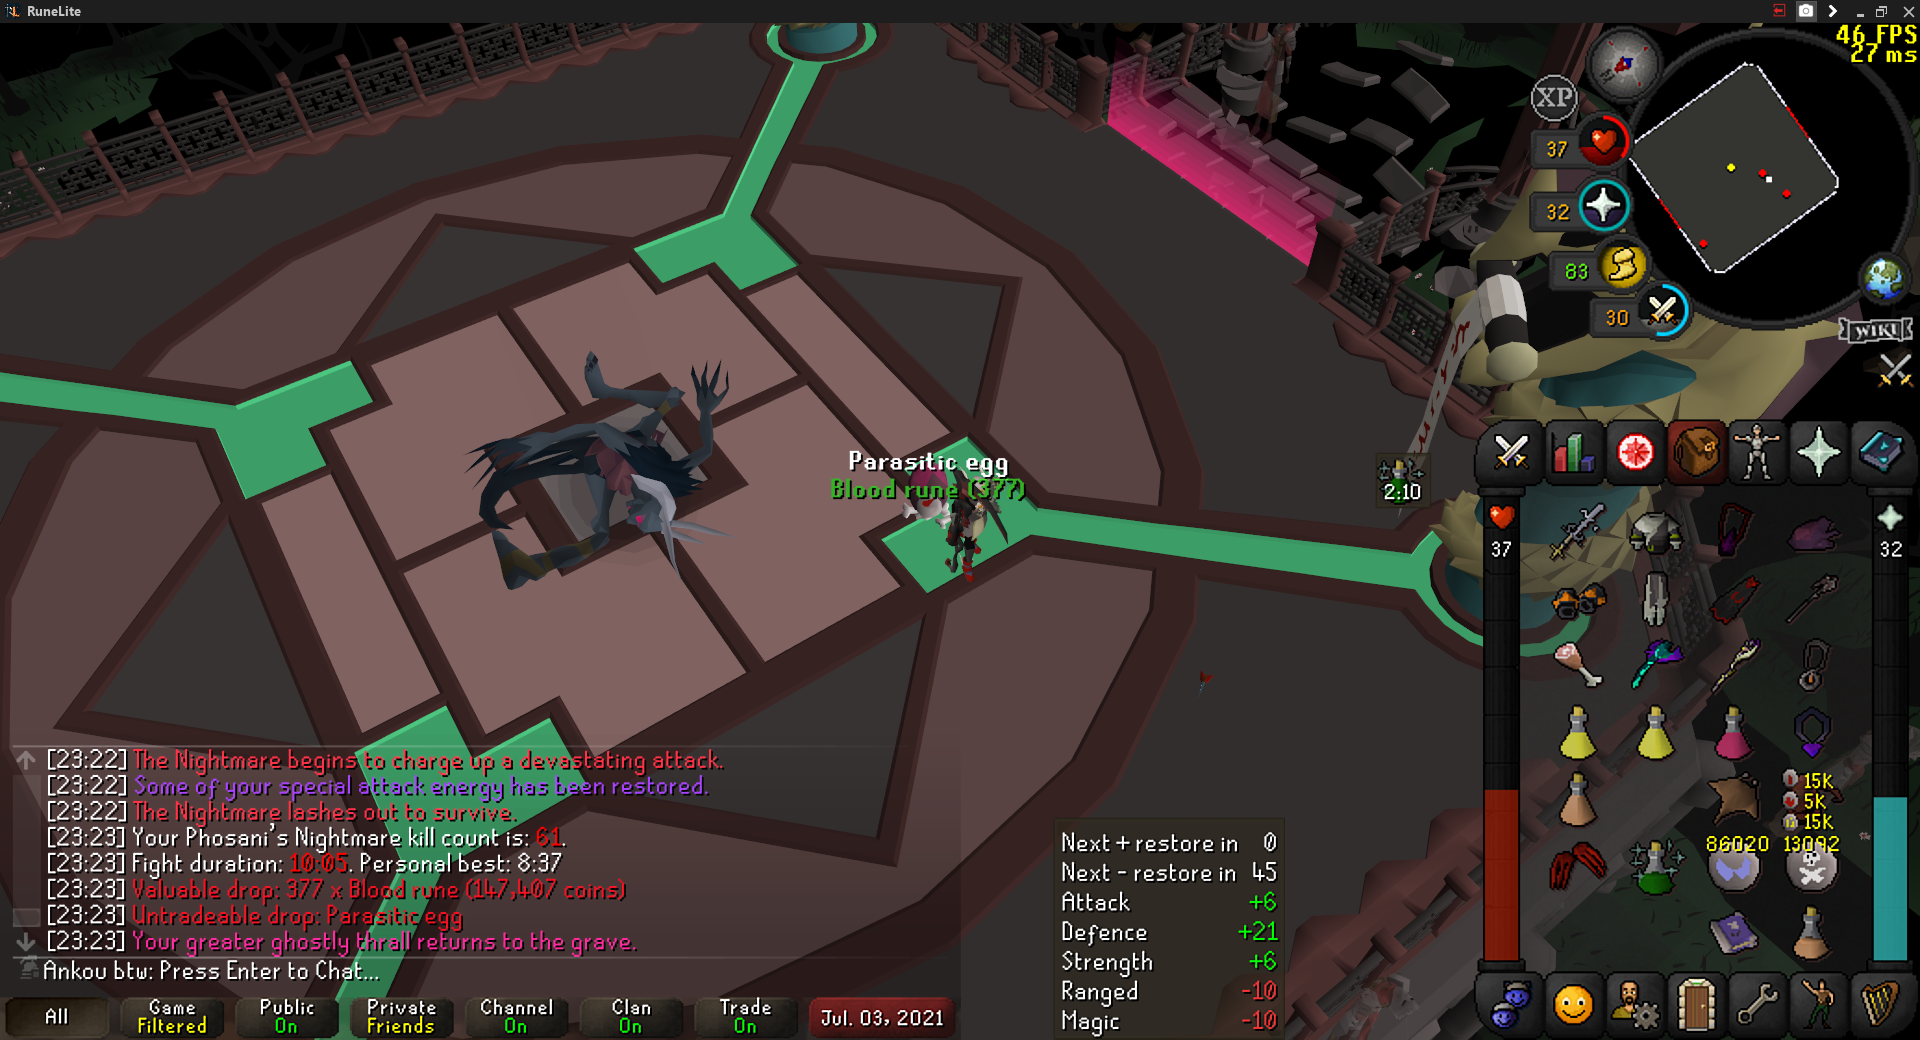 RuneLite
46 FPS
27 ms
XP
37
32
83
30
WIKI
Parasitic egg
Blood rune (377)
2:10
37
32
15K
5K
15K
86020
13092
[23:22] The Nightmare begins to charge up a devastating attack.
[23:22] Some of your special attack energy has been restored.
[23:22] The Nightmare lashes out to survive.
[23:23] Your Phosani's Nightmare kill count is: 61.
[23:23] Fight duration: 10:05. Personal best: 8:37
[23:23] Valuable drop: 377 x Blood rune (147,407 coins)
[23:23] Untradeable drop: Parasitic egg
[23:23] Your greater ghostly thrall returns to the grave.
Ankou btw: Press Enter to Chat...
Next + restore in 0
Next - restore in 45
Attack +6
Defence +21
Strength +6
Ranged -10
Magic -10
All
Game
Filtered
Public
On
Private
Friends
Channel
On
Clan
On
Trade
On
Jul. 03, 2021